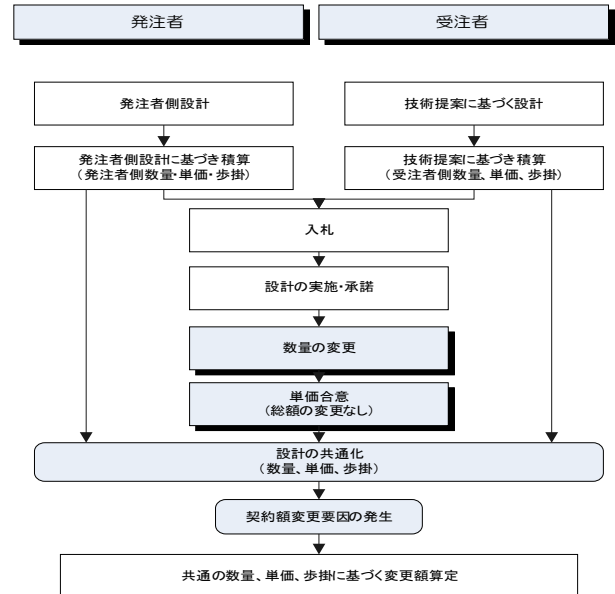 発注者
受注者
発注者側設計
技術提案に基づく設計
発注者側設計に基づき積算
（発注者側数量・単価・歩掛）
技術提案に基づき積算
（受注者側数量、単価、歩掛）
入札
設計の実施・承諾
数量の変更
単価合意
（総額の変更なし）
設計の共通化
（数量、単価、歩掛）
契約額変更要因の発生
共通の数量、単価、歩掛に基づく変更額算定